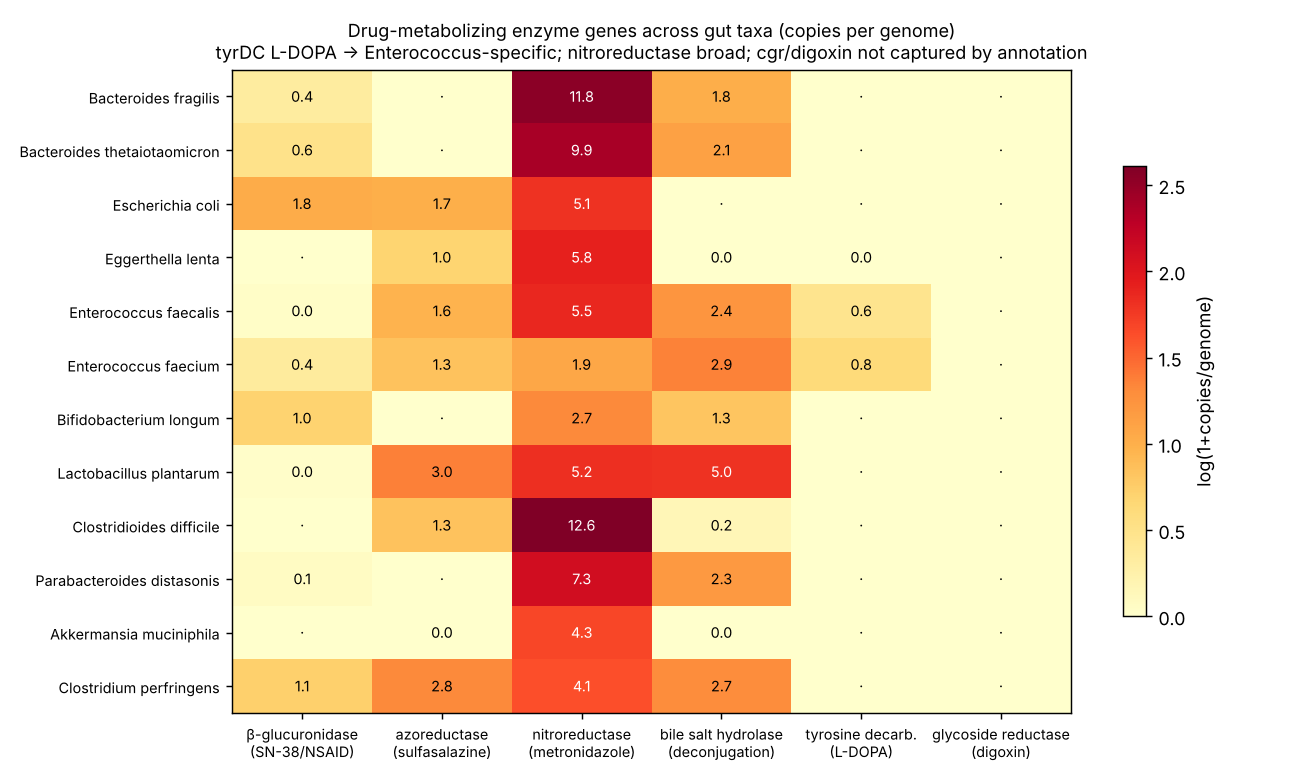 Drug-metabolizing enzyme genes across gut taxa (copies per genome)
tyrDC L-DOPA → Enterococcus-specific; nitroreductase broad; cgr/digoxin not captured by annotation
Bacteroides fragilis 0.4 · 11.8 1.8 · ·
Bacteroides thetaiotaomicron 0.6 · 9.9 2.1 · ·
Escherichia coli 1.8 1.7 5.1 · · ·
Eggerthella lenta · 1.0 5.8 0.0 0.0 ·
Enterococcus faecalis 0.0 1.6 5.5 2.4 0.6 ·
Enterococcus faecium 0.4 1.3 1.9 2.9 0.8 ·
Bifidobacterium longum 1.0 · 2.7 1.3 · ·
Lactobacillus plantarum 0.0 3.0 5.2 5.0 · ·
Clostridioides difficile · 1.3 12.6 0.2 · ·
Parabacteroides distasonis 0.1 · 7.3 2.3 · ·
Akkermansia muciniphila · 0.0 4.3 0.0 · ·
Clostridium perfringens 1.1 2.8 4.1 2.7 · ·
β-glucuronidase azoreductase nitroreductase bile salt hydrolase tyrosine decarb. glycoside reductase
(SN-38/NSAID) (sulfasalazine) (metronidazole) (deconjugation) (L-DOPA) (digoxin)
2.5
2.0
1.5
1.0
0.5
0.0
log(1+copies/genome)